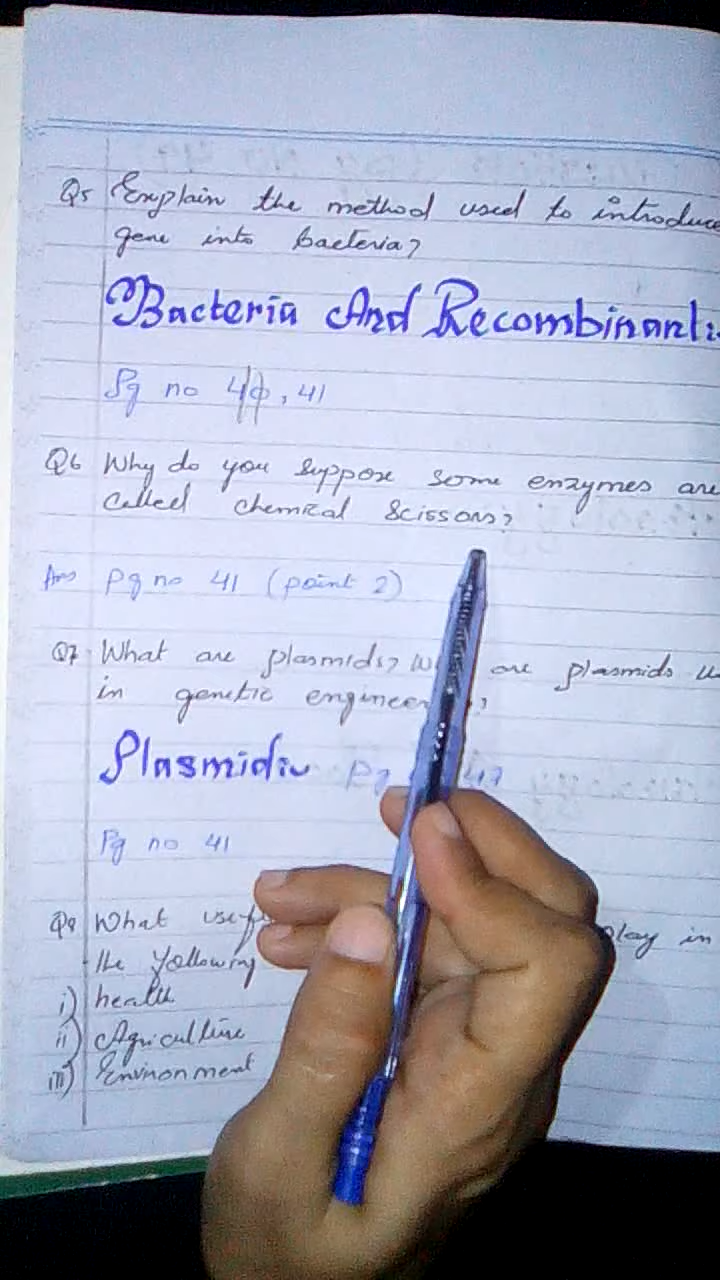 Q5 Explain the method used to introduce
gene into bacteria?
Bacteria And Recombinant
Pg no 40, 41
Q6 Why do you suppose some enzymes are
called chemical scissors?
Ans Pg no 41 (point 2)
Q7 What are plasmids? are plasmids
in genetic
Plasmids Pg 47
Pg no 41
Q8 What play in
the following
i) health
ii) Agriculture
iii) Environment